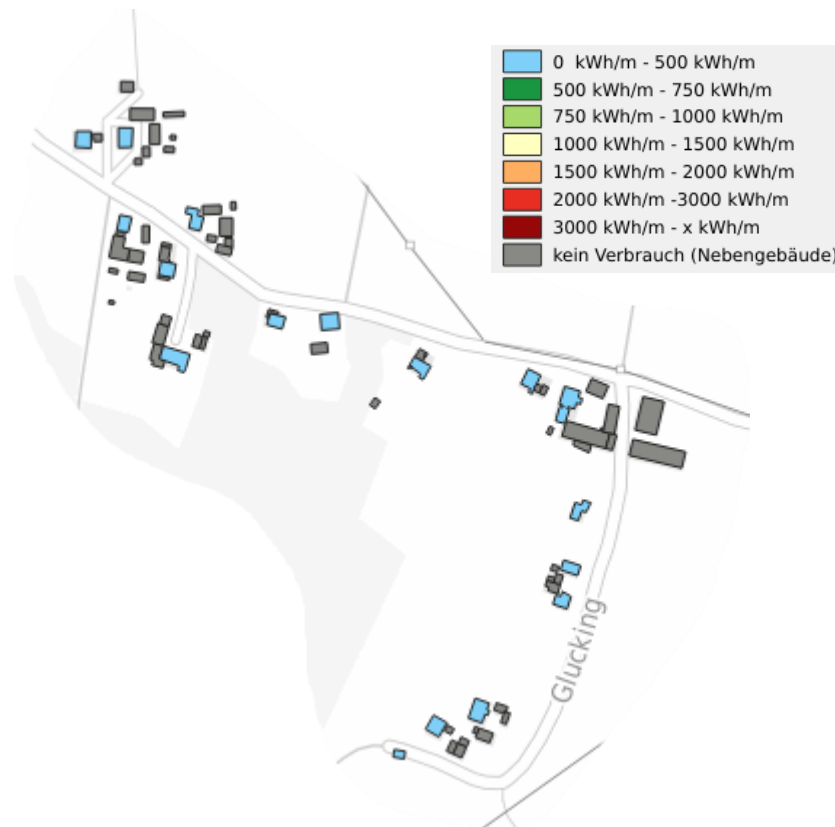 0 kWh/m - 500 kWh/m
500 kWh/m - 750 kWh/m
750 kWh/m - 1000 kWh/m
1000 kWh/m - 1500 kWh/m
1500 kWh/m - 2000 kWh/m
2000 kWh/m -3000 kWh/m
3000 kWh/m - x kWh/m
kein Verbrauch (Nebengebäude)
Glucking